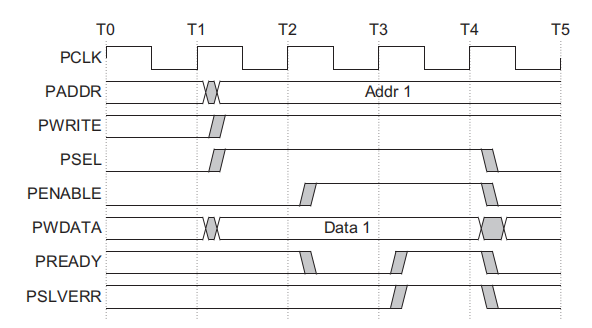 T0 T1 T2 T3 T4 T5
PCLK
PADDR Addr 1
PWRITE
PSEL
PENABLE
PWDATA Data 1
PREADY
PSLVERR